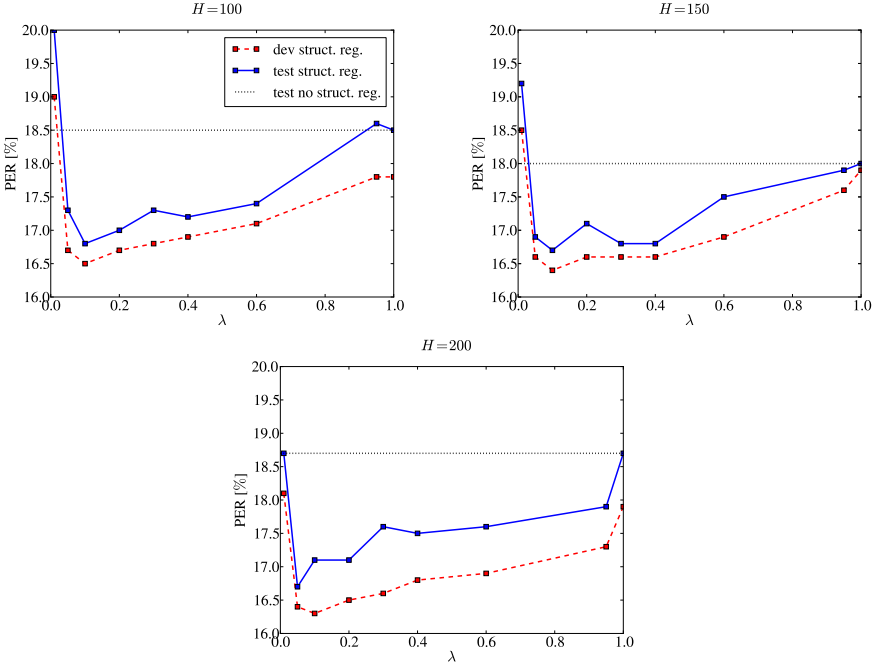 H=100
20.0
19.5
19.0
18.5
18.0
17.5
17.0
16.5
16.0
PER [%]
0.0 0.2 0.4 0.6 0.8 1.0
λ
dev struct. reg.
test struct. reg.
test no struct. reg.
H=150
20.0
19.5
19.0
18.5
18.0
17.5
17.0
16.5
16.0
PER [%]
0.0 0.2 0.4 0.6 0.8 1.0
λ
H=200
20.0
19.5
19.0
18.5
18.0
17.5
17.0
16.5
16.0
PER [%]
0.0 0.2 0.4 0.6 0.8 1.0
λ